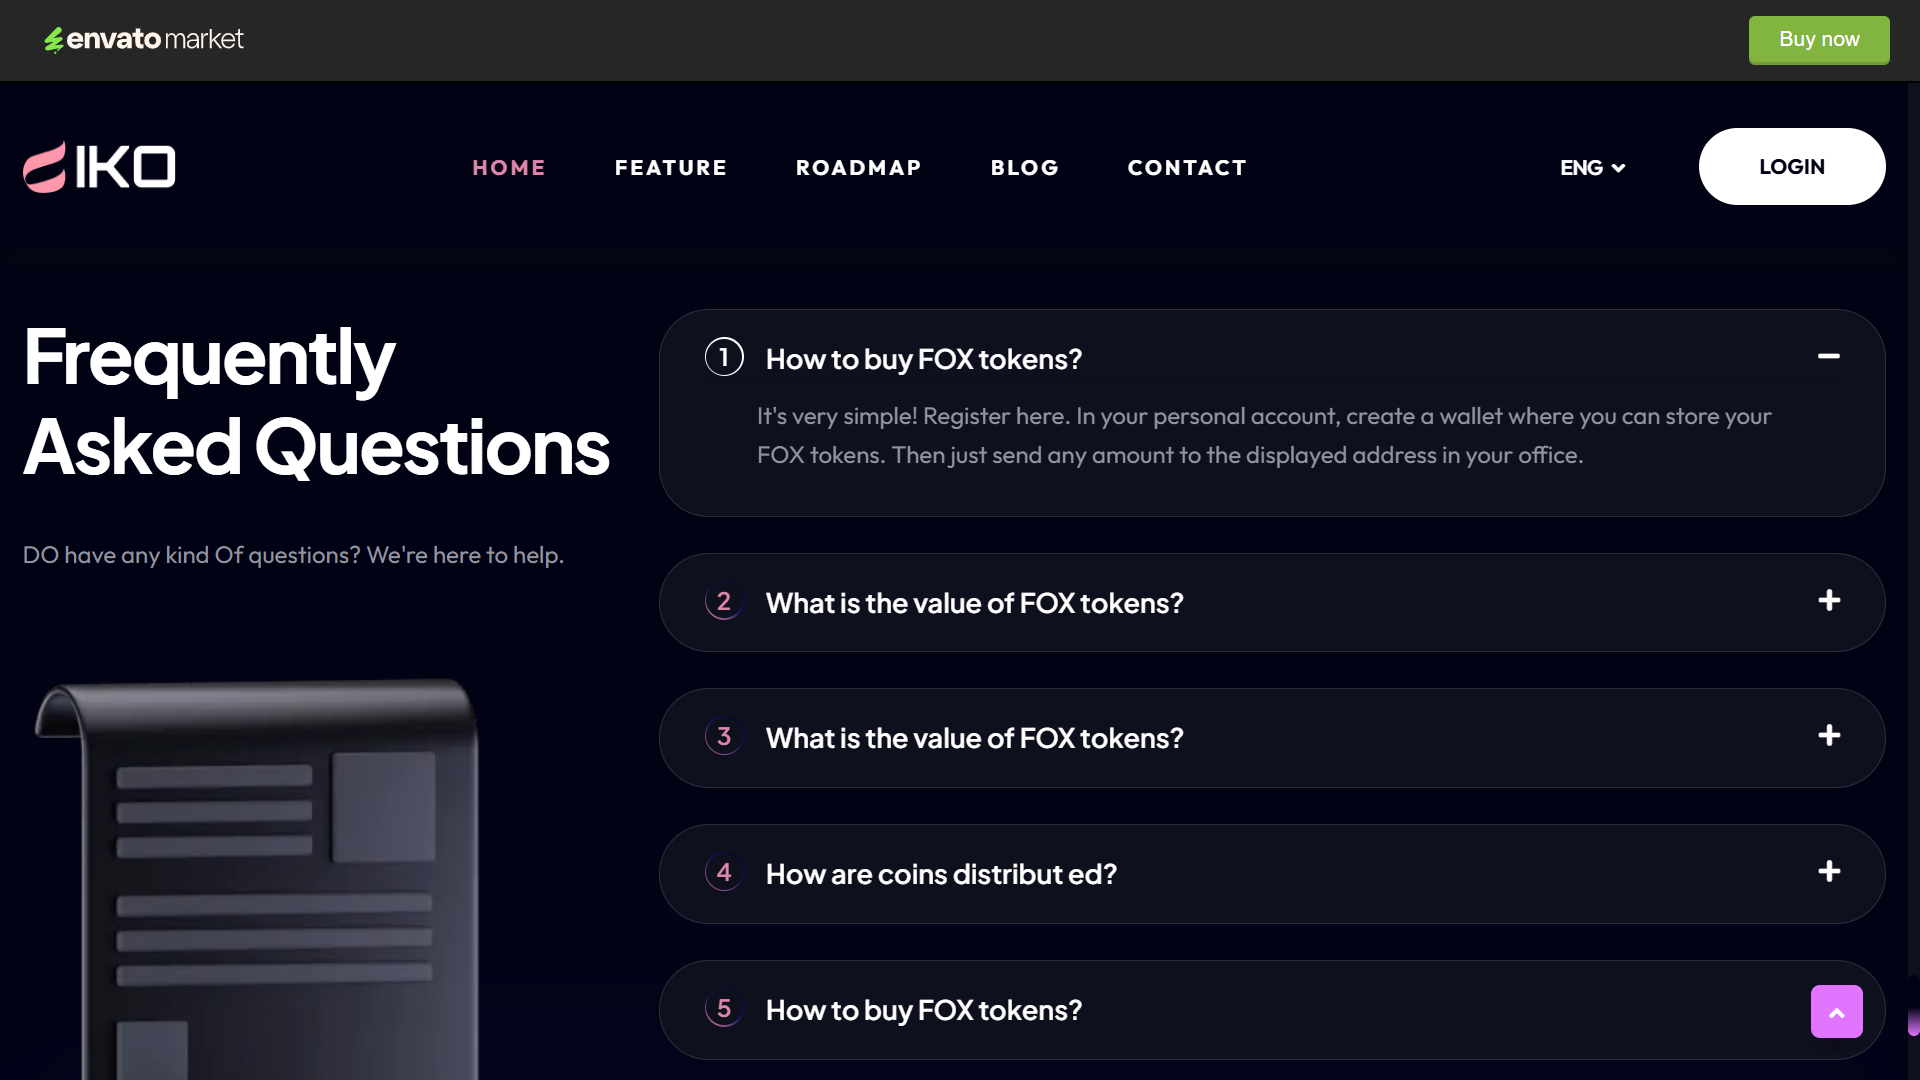 envato market
Buy now
IKO
HOME
FEATURE
ROADMAP
BLOG
CONTACT
ENG
LOGIN
Frequently
Asked Questions
DO have any kind Of questions? We're here to help.
1 How to buy FOX tokens?
It's very simple! Register here. In your personal account, create a wallet where you can store your
FOX tokens. Then just send any amount to the displayed address in your office.
2 What is the value of FOX tokens?
3 What is the value of FOX tokens?
4 How are coins distribut ed?
5 How to buy FOX tokens?